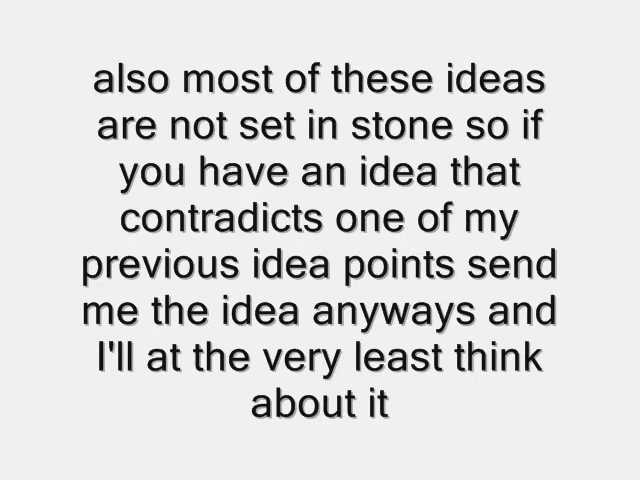 also most of these ideas
are not set in stone so if
you have an idea that
contradicts one of my
previous idea points send
me the idea anyways and
I'll at the very least think
about it